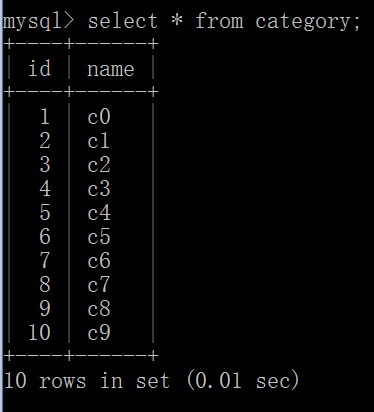 mysql> select * from category;
+----+------+
| id | name |
+----+------+
|  1 | c0   |
|  2 | c1   |
|  3 | c2   |
|  4 | c3   |
|  5 | c4   |
|  6 | c5   |
|  7 | c6   |
|  8 | c7   |
|  9 | c8   |
| 10 | c9   |
+----+------+
10 rows in set (0.01 sec)